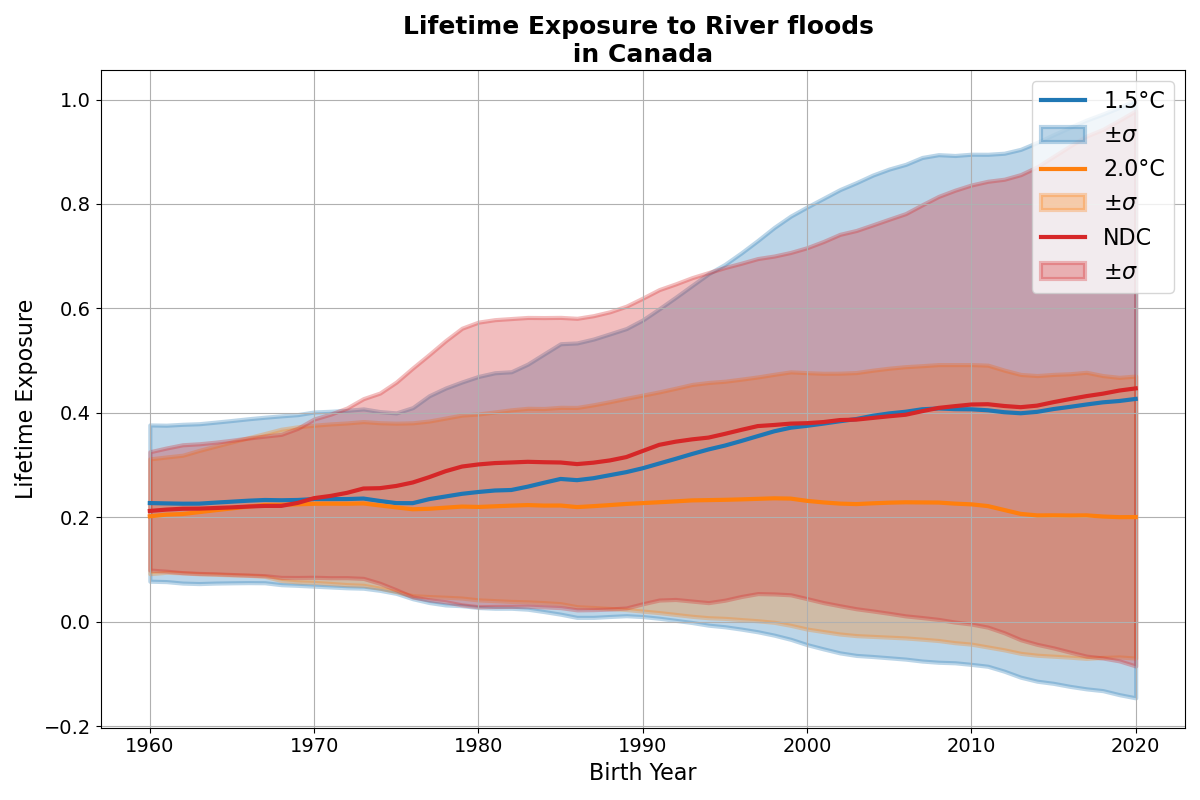 Lifetime Exposure to River floods
in Canada
Lifetime Exposure
1.0
0.8
0.6
0.4
0.2
0.0
−0.2
1960
1970
1980
1990
2000
2010
2020
Birth Year
1.5°C
±σ
2.0°C
±σ
NDC
±σ